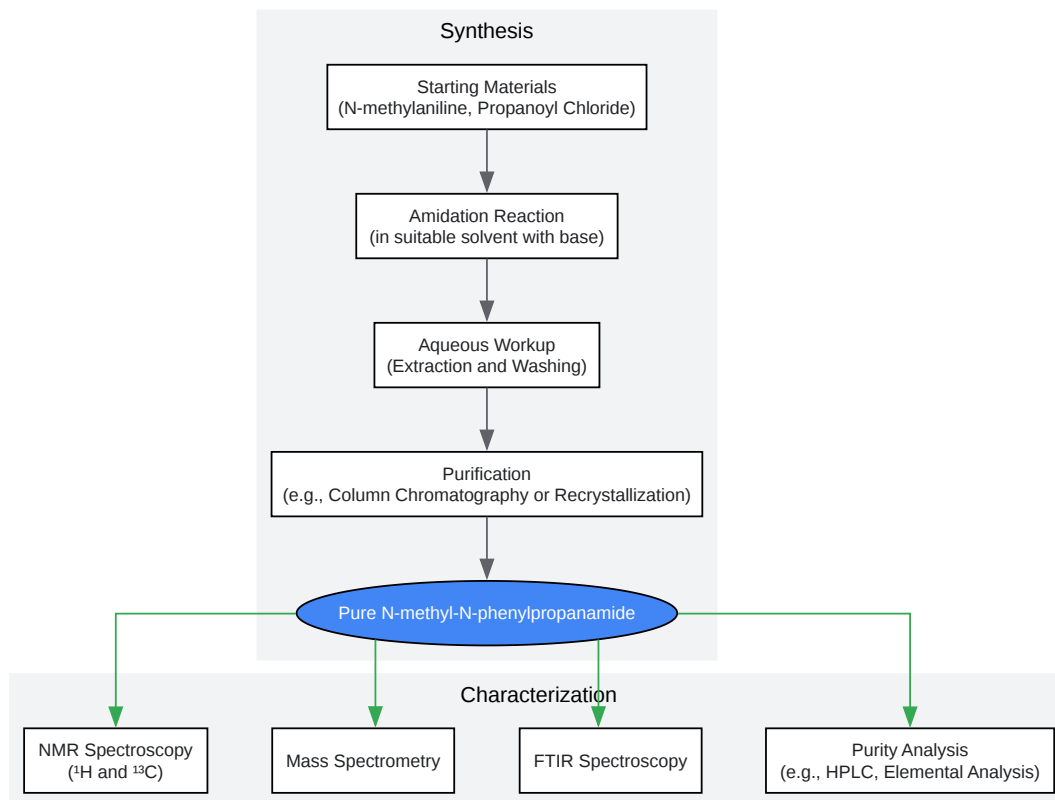 Synthesis
Starting Materials
(N-methylaniline, Propanoyl Chloride)
Amidation Reaction
(in suitable solvent with base)
Aqueous Workup
(Extraction and Washing)
Purification
(e.g., Column Chromatography or Recrystallization)
Pure N-methyl-N-phenylpropanamide
Characterization
NMR Spectroscopy
(¹H and ¹³C)
Mass Spectrometry
FTIR Spectroscopy
Purity Analysis
(e.g., HPLC, Elemental Analysis)